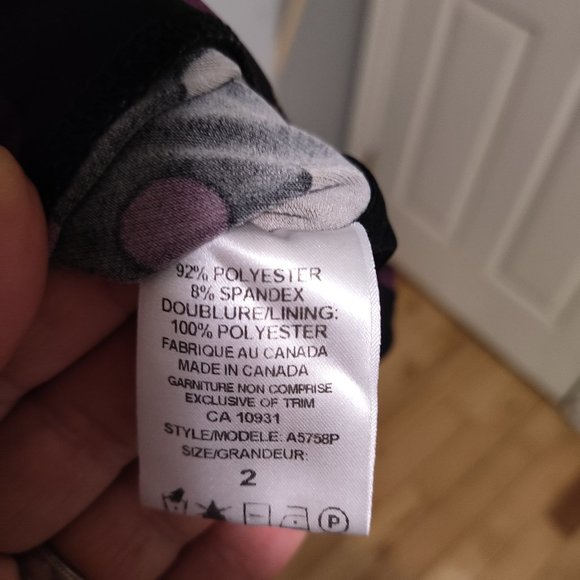 92% POLYESTER
8% SPANDEX
DOUBLURE/LINING:
100% POLYESTER
FABRIQUE AU CANADA
MADE IN CANADA
GARNITURE NON COMPRISE
EXCLUSIVE OF TRIM
CA 10931
STYLE/MODELE: A5758P
SIZE/GRANDEUR:
2
P